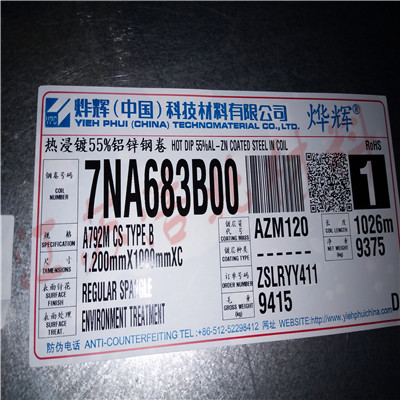 烨辉(中国)科技材料有限公司
YIEH PHUI (CHINA) TECHNOMATERIAL CO.,LTD.
烨辉
热浸镀55%铝锌钢卷 HOT DIP 55%AL-ZN COATED STEEL IN COIL
RoHS
钢卷号码
COIL NUMBER
7NA683B00
1
规格
SPECIFICATION
A792M CS TYPE B
COATING MASS
AZM120
长度
COIL LENGTH
1026m
尺寸
DIMENSIONS
1.200mmX1000mmXC
净重
NET WEIGHT (kg)
9375
表面锌花
SURFACE FINISH
REGULAR SPANGLE
订单号码
ORDER NUMBER
ZSLRYY411
表面处理
SURFACE TREATMENT
ENVIRONMENT TREATMENT
毛重
GROSS WEIGHT (kg)
9415
防伪电话 ANTI-COUNTERFEITING TEL:+86-512-52298412 WEBSITE:http://www.yiehphuichina.com/
D